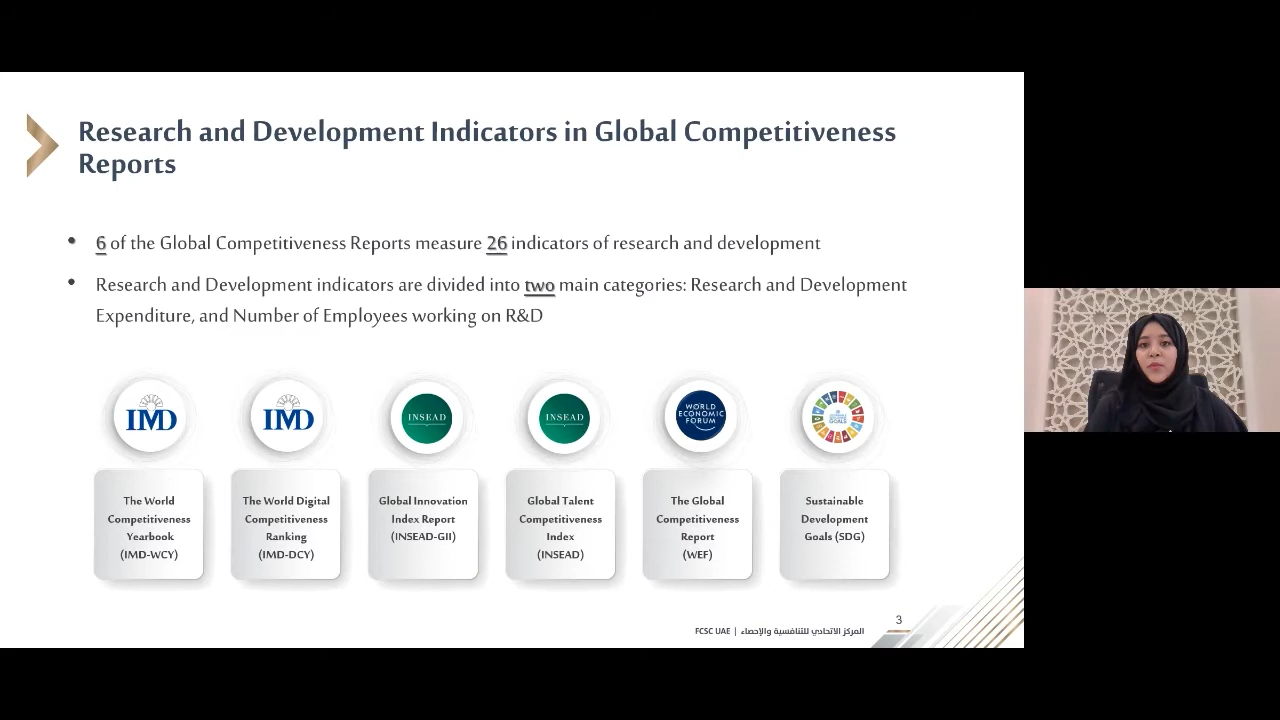 Research and Development Indicators in Global Competitiveness
Reports
• 6 of the Global Competitiveness Reports measure 26 indicators of research and development
• Research and Development indicators are divided into two main categories: Research and Development
Expenditure, and Number of Employees working on R&D
IMD
IMD
INSEAD
INSEAD
WORLD
ECONOMIC
FORUM
GOALS
The World
Competitiveness
Yearbook
(IMD-WCY)
The World Digital
Competitiveness
Ranking
(IMD-DCY)
Global Innovation
Index Report
(INSEAD-GII)
Global Talent
Competitiveness
Index
(INSEAD)
The Global
Competitiveness
Report
(WEF)
Sustainable
Development
Goals (SDG)
FCSC UAE | المركز الاتحادي للتنافسية والإحصاء
3